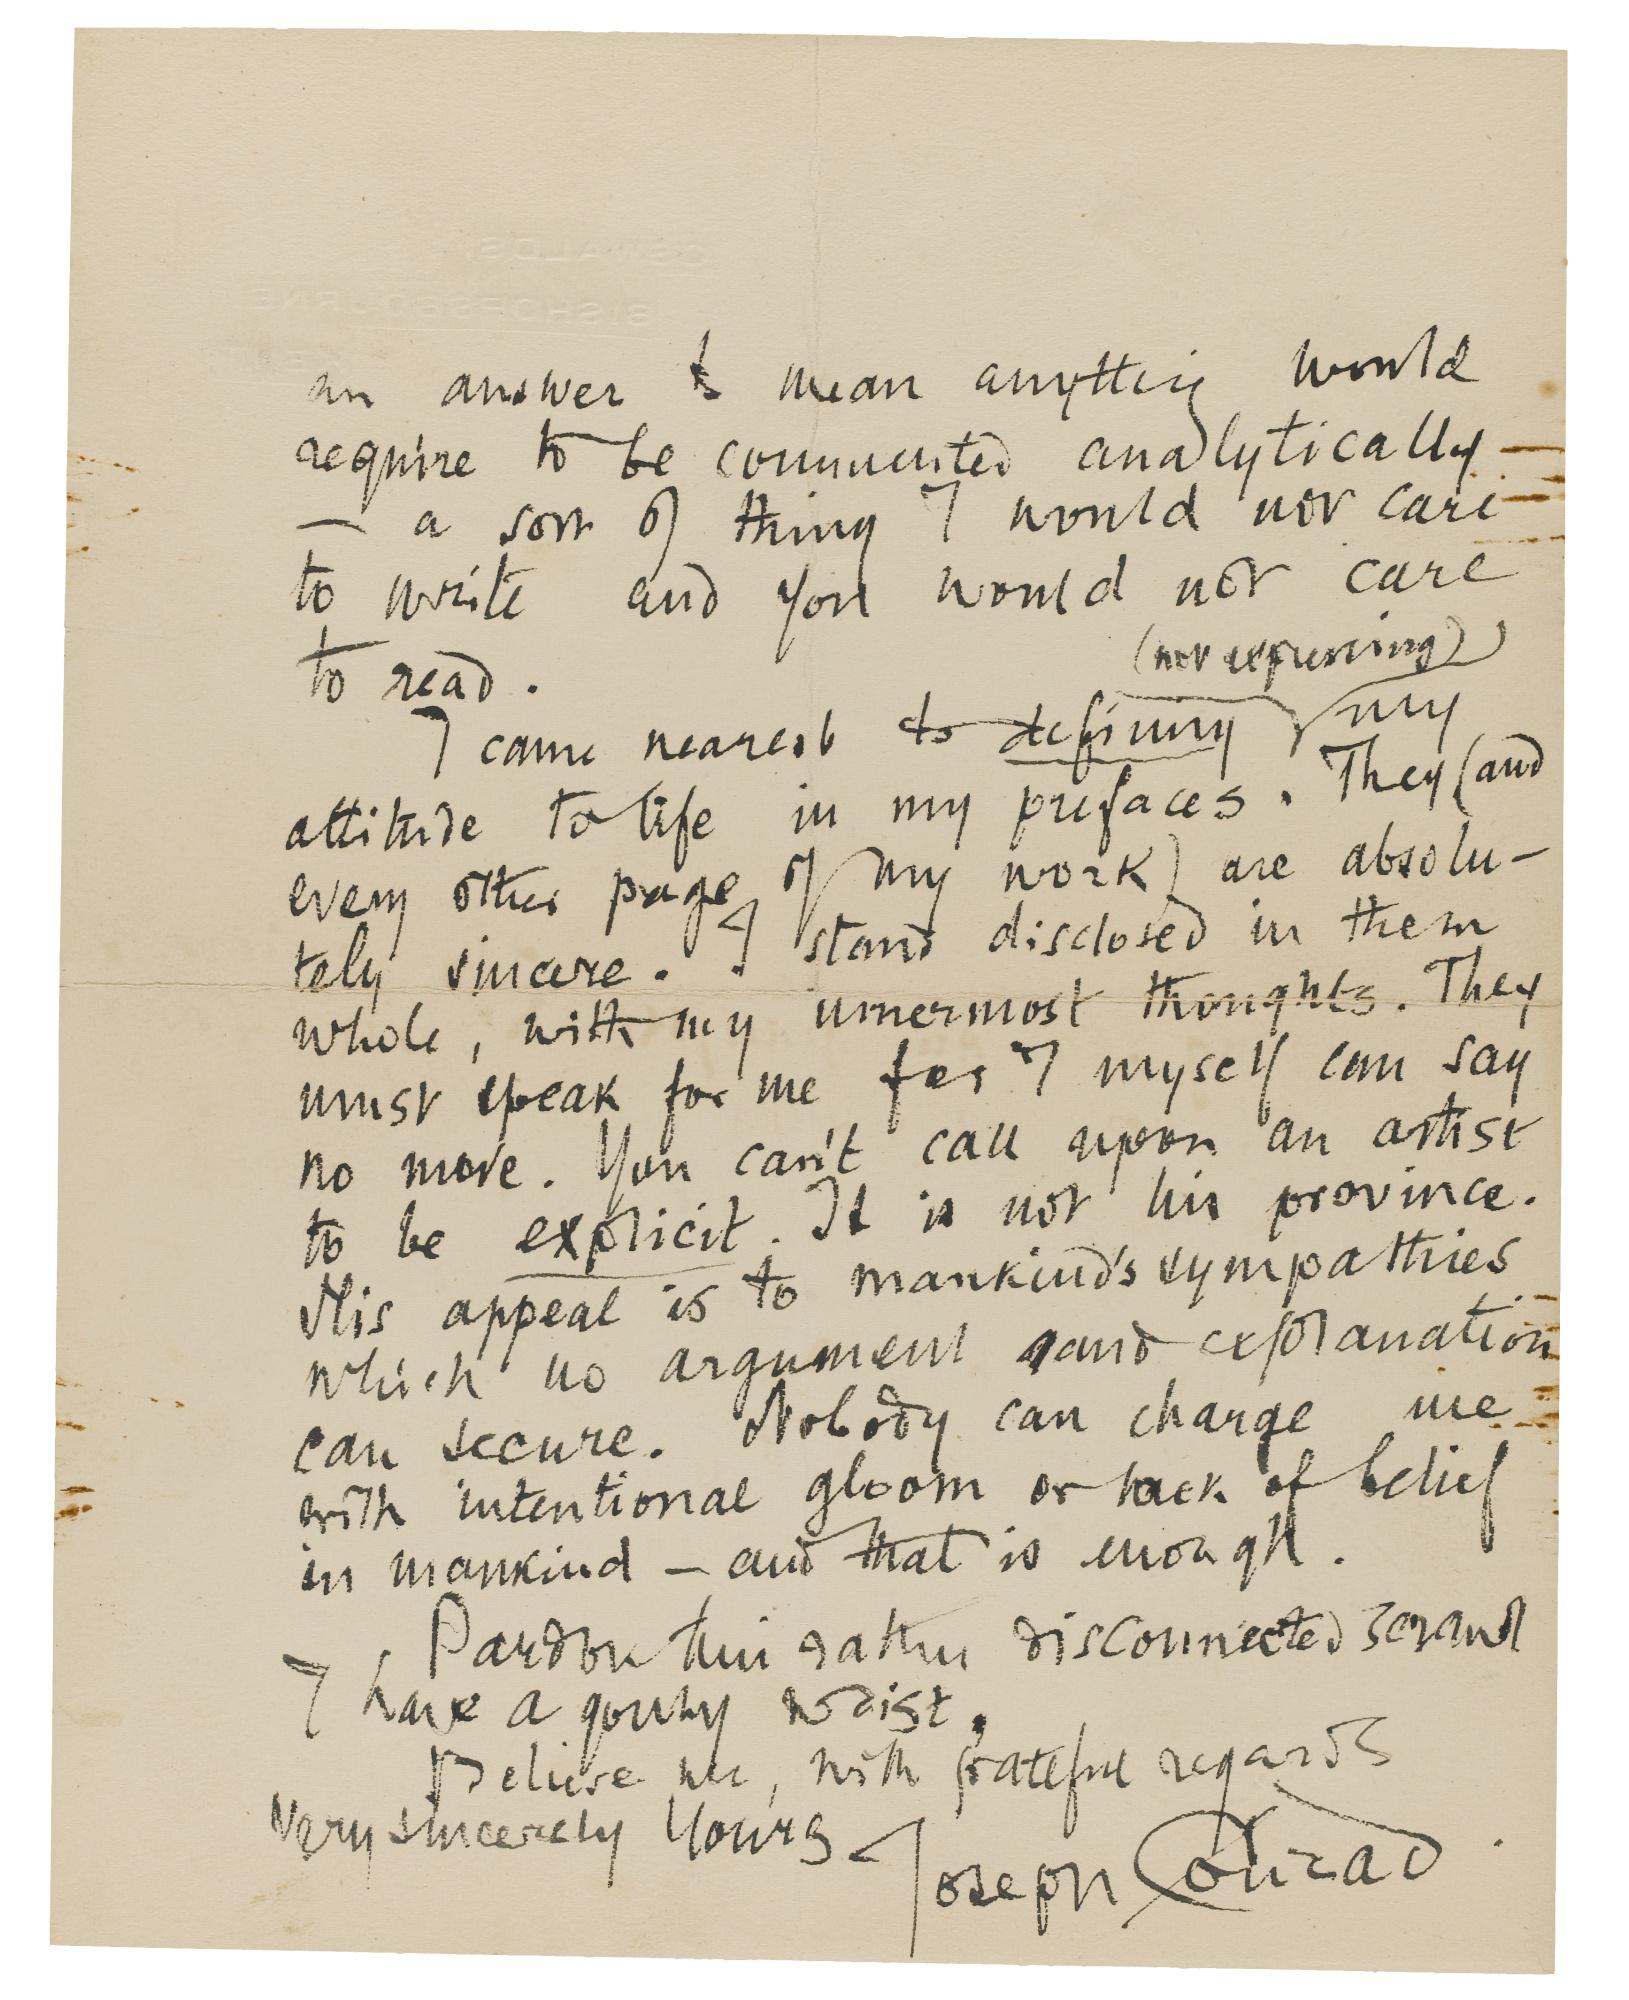 OSWALDS,
BISHOPSBOURNE,
an answer to mean anything would
require to be commented analytically
— a sort of thing I would not care
to write and you would not care
to read.
(not expressing)
I came nearest to defining my
attitude to life in my prefaces. They (and
every other page of my work) are absolu-
tely sincere. I stand disclosed in them
whole, with my innermost thoughts. They
must speak for me for I myself can say
no more. You can't call upon an artist
to be explicit. It is not his province.
His appeal is to mankind's sympathies
which no argument and explanation
can secure. Nobody can charge me
with intentional gloom or lack of belief
in mankind — and that is enough.
Pardon this rather disconnected scrawl
I have a gouty wrist.
Believe me, with grateful regards
very sincerely Yours
Joseph Conrad